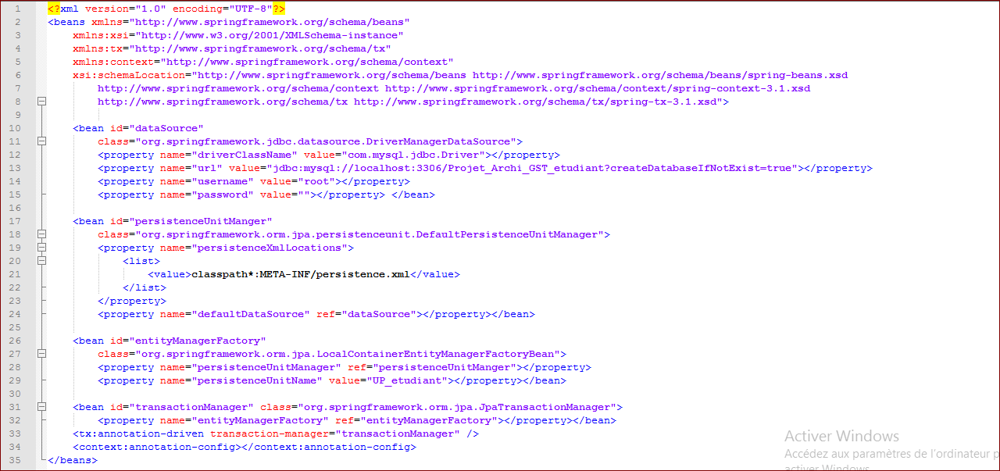 1 <?xml version="1.0" encoding="UTF-8"?>
2 <beans xmlns="http://www.springframework.org/schema/beans"
3 xmlns:xsi="http://www.w3.org/2001/XMLSchema-instance"
4 xmlns:tx="http://www.springframework.org/schema/tx"
5 xmlns:context="http://www.springframework.org/schema/context"
6 xsi:schemaLocation="http://www.springframework.org/schema/beans http://www.springframework.org/schema/beans/spring-beans.xsd
7 http://www.springframework.org/schema/context http://www.springframework.org/schema/context/spring-context-3.1.xsd
8 http://www.springframework.org/schema/tx http://www.springframework.org/schema/tx/spring-tx-3.1.xsd">
9
10 <bean id="dataSource"
11 class="org.springframework.jdbc.datasource.DriverManagerDataSource">
12 <property name="driverClassName" value="com.mysql.jdbc.Driver"></property>
13 <property name="url" value="jdbc:mysql://localhost:3306/Projet_Archi_GST_etudiant?createDatabaseIfNotExist=true"></property>
14 <property name="username" value="root"></property>
15 <property name="password" value=""></property> </bean>
16
17 <bean id="persistenceUnitManger"
18 class="org.springframework.orm.jpa.persistenceunit.DefaultPersistenceUnitManager">
19 <property name="persistenceXmlLocations">
20 <list>
21 <value>classpath*:META-INF/persistence.xml</value>
22 </list>
23 </property>
24 <property name="defaultDataSource" ref="dataSource"></property></bean>
25
26 <bean id="entityManagerFactory"
27 class="org.springframework.orm.jpa.LocalContainerEntityManagerFactoryBean">
28 <property name="persistenceUnitManager" ref="persistenceUnitManger"></property>
29 <property name="persistenceUnitName" value="UP_etudiant"></property></bean>
30
31 <bean id="transactionManager" class="org.springframework.orm.jpa.JpaTransactionManager">
32 <property name="entityManagerFactory" ref="entityManagerFactory"></property></bean>
33 <tx:annotation-driven transaction-manager="transactionManager" />
34 <context:annotation-config></context:annotation-config>
35 </beans>
Activer Windows
Accédez aux paramètres de l'ordinateur p
activer Windows